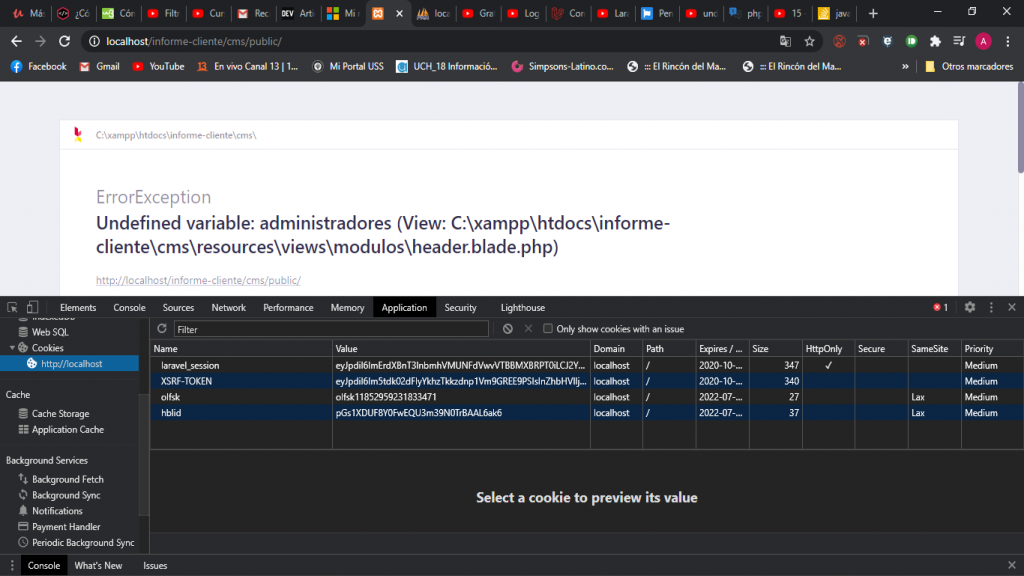 Má
¿Có
Cón
Filtr
Cur
Rec
DEV Arti
Mi
loca
Gra
Log
Con
Lara
Pen
und
php
15
java
localhost/informe-cliente/cms/public/
A
Facebook
Gmail
YouTube
En vivo Canal 13 | 1...
Mi Portal USS
UCH_18 Informació...
Simpsons-Latino.co...
::: El Rincón del Ma...
::: El Rincón del Ma...
»
Otros marcadores
C:\xampp\htdocs\informe-cliente\cms\
ErrorException
Undefined variable: administradores (View: C:\xampp\htdocs\informe-
cliente\cms\resources\views\modulos\header.blade.php)
http://localhost/informe-cliente/cms/public/
Elements Console Sources Network Performance Memory Application Security Lighthouse 1
IndexedDB
Web SQL
Cookies
http://localhost
Cache
Cache Storage
Application Cache
Background Services
Background Fetch
Background Sync
Notifications
Payment Handler
Periodic Background Sync
Filter Only show cookies with an issue
Name Value Domain Path Expires / ... Size HttpOnly Secure SameSite Priority
laravel_session localhost / 2020-10-... 347 ✓ Medium
XSRF-TOKEN localhost / 2020-10-... 340 Medium
olfsk olfsk11852959231833471 localhost / 2022-07-... 27 Lax Medium
hblid pGs1XDUF8Y0FwEQU3m39N0TrBAAL6ak6 localhost / 2022-07-... 37 Lax Medium
Select a cookie to preview its value
Console What's New Issues